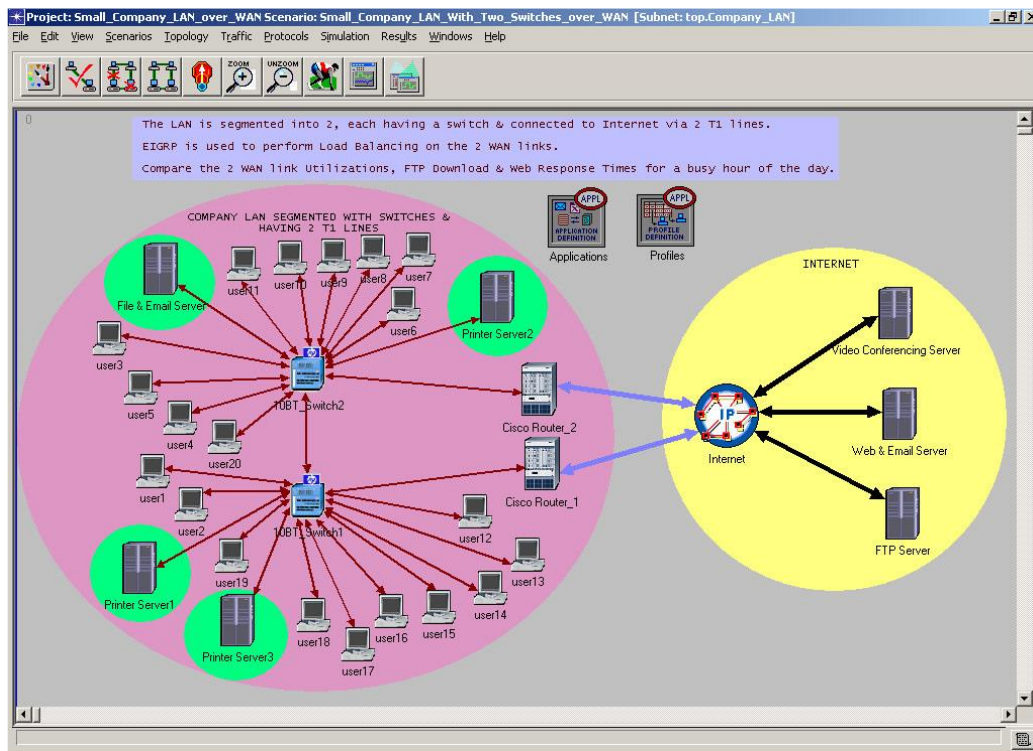 Project: Small_Company_LAN_over_WAN Scenario: Small_Company_LAN_With_Two_Switches_over_WAN [Subnet: top.Company_LAN]
File Edit View Scenarios Topology Traffic Protocols Simulation Results Windows Help
ZOOM UNZOOM
0
The LAN is segmented into 2, each having a switch & connected to Internet via 2 T1 lines.
EIGRP is used to perform Load Balancing on the 2 WAN links.
Compare the 2 WAN link Utilizations, FTP Download & Web Response Times for a busy hour of the day.
APPL
APPL
APPLICATION
DEFINITION
PROFILE
DEFINITION
Applications
Profiles
COMPANY LAN SEGMENTED WITH SWITCHES &
HAVING 2 T1 LINES
INTERNET
user7
user8
user9
user10
user11
File & Email Server
user6
Printer Server2
Video Conferencing Server
user3
user5
10BT_Switch2
user4
Cisco Router_2
IP
Internet
Web & Email Server
user20
user1
Cisco Router_1
user2
10BT_Switch1
user12
FTP Server
user19
user13
Printer Server1
user14
user18
user16
user15
Printer Server3
user17